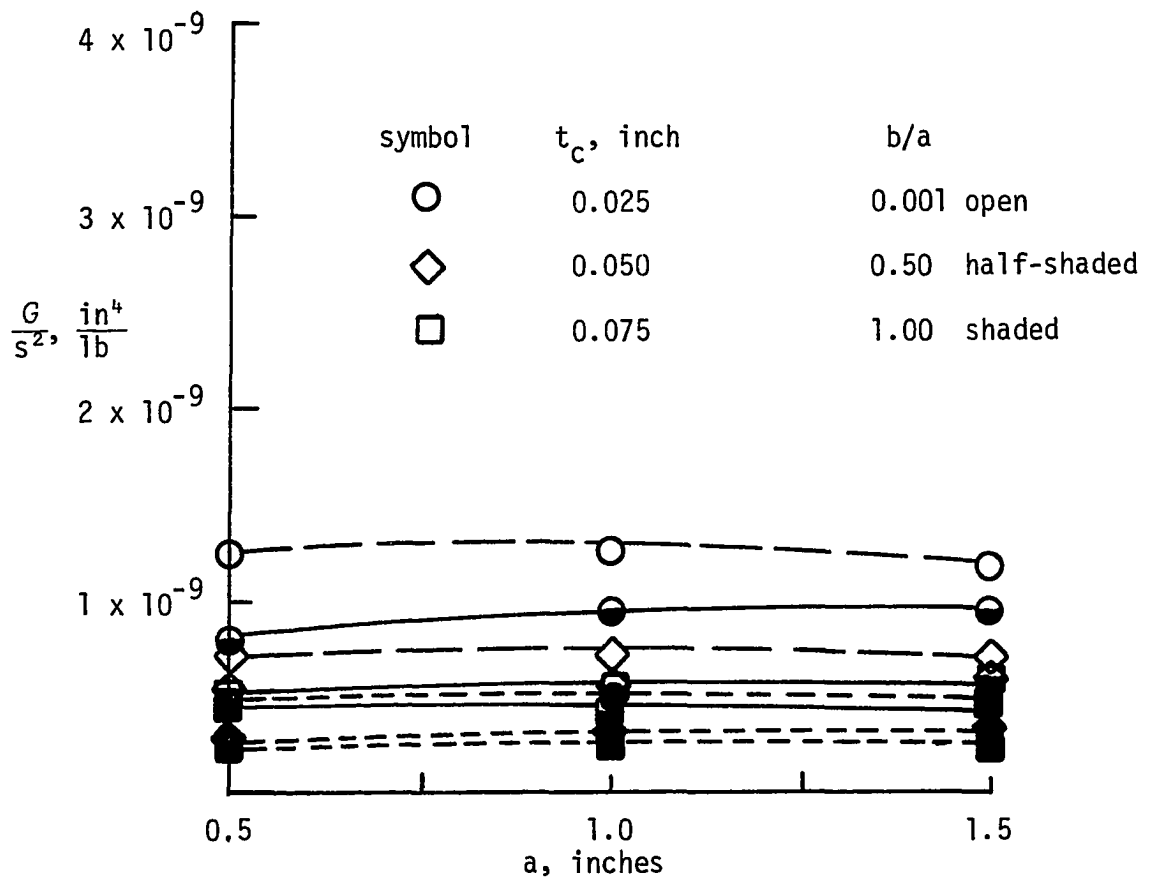 4 x 10⁻⁹
symbol t_c, inch b/a
0.025 0.001 open
3 x 10⁻⁹
0.050 0.50 half-shaded
G/s², in⁴/lb
0.075 1.00 shaded
2 x 10⁻⁹
1 x 10⁻⁹
0.5 1.0 1.5
a, inches